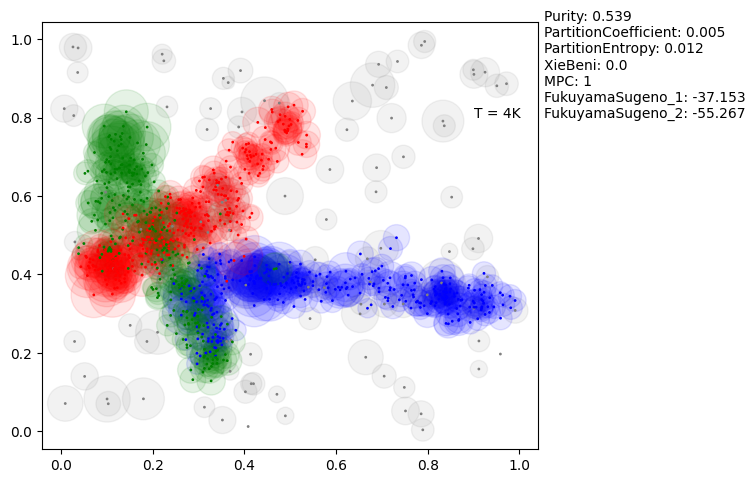 Purity: 0.539
PartitionCoefficient: 0.005
PartitionEntropy: 0.012
XieBeni: 0.0
MPC: 1
FukuyamaSugeno_1: -37.153
FukuyamaSugeno_2: -55.267
T = 4K
1.0
0.8
0.6
0.4
0.2
0.0
0.0 0.2 0.4 0.6 0.8 1.0